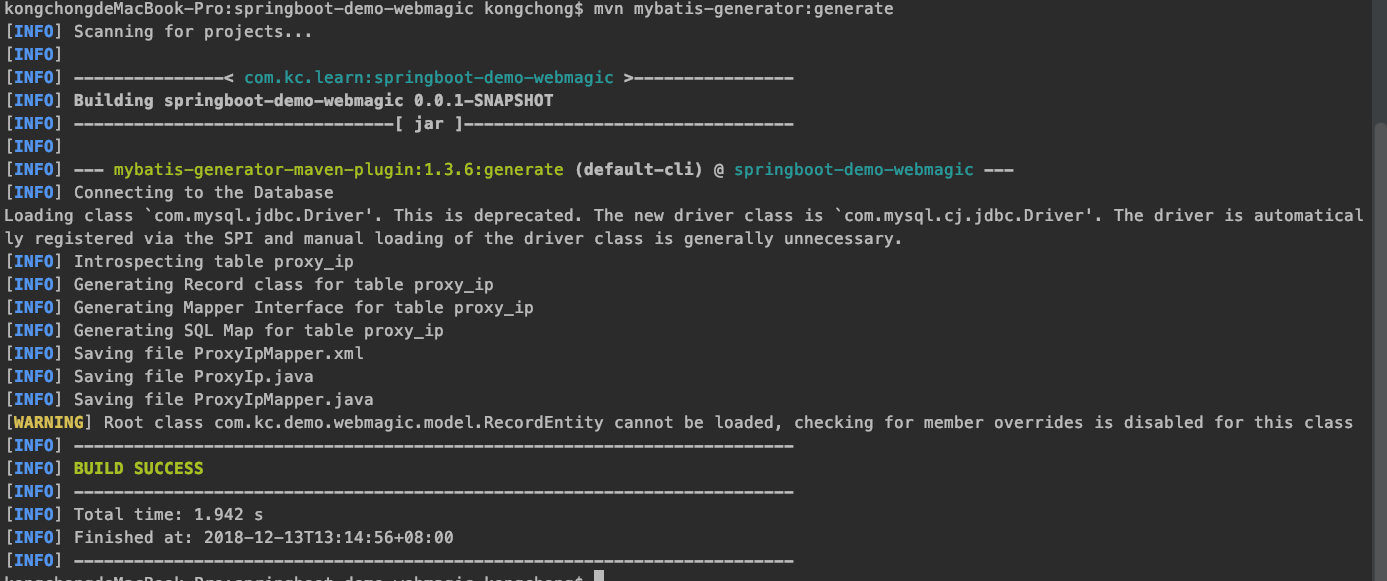 kongchongdeMacBook-Pro:springboot-demo-webmagic kongchong$ mvn mybatis-generator:generate
[INFO] Scanning for projects...
[INFO]
[INFO] ---------------< com.kc.learn:springboot-demo-webmagic >----------------
[INFO] Building springboot-demo-webmagic 0.0.1-SNAPSHOT
[INFO] --------------------------------[ jar ]---------------------------------
[INFO]
[INFO] --- mybatis-generator-maven-plugin:1.3.6:generate (default-cli) @ springboot-demo-webmagic ---
[INFO] Connecting to the Database
Loading class `com.mysql.jdbc.Driver'. This is deprecated. The new driver class is `com.mysql.cj.jdbc.Driver'. The driver is automatical
ly registered via the SPI and manual loading of the driver class is generally unnecessary.
[INFO] Introspecting table proxy_ip
[INFO] Generating Record class for table proxy_ip
[INFO] Generating Mapper Interface for table proxy_ip
[INFO] Generating SQL Map for table proxy_ip
[INFO] Saving file ProxyIpMapper.xml
[INFO] Saving file ProxyIp.java
[INFO] Saving file ProxyIpMapper.java
[WARNING] Root class com.kc.demo.webmagic.model.RecordEntity cannot be loaded, checking for member overrides is disabled for this class
[INFO] ------------------------------------------------------------------------
[INFO] BUILD SUCCESS
[INFO] ------------------------------------------------------------------------
[INFO] Total time: 1.942 s
[INFO] Finished at: 2018-12-13T13:14:56+08:00
[INFO] ------------------------------------------------------------------------
kongchongdeMacBook-Pro:springboot-demo-webmagic kongchong$